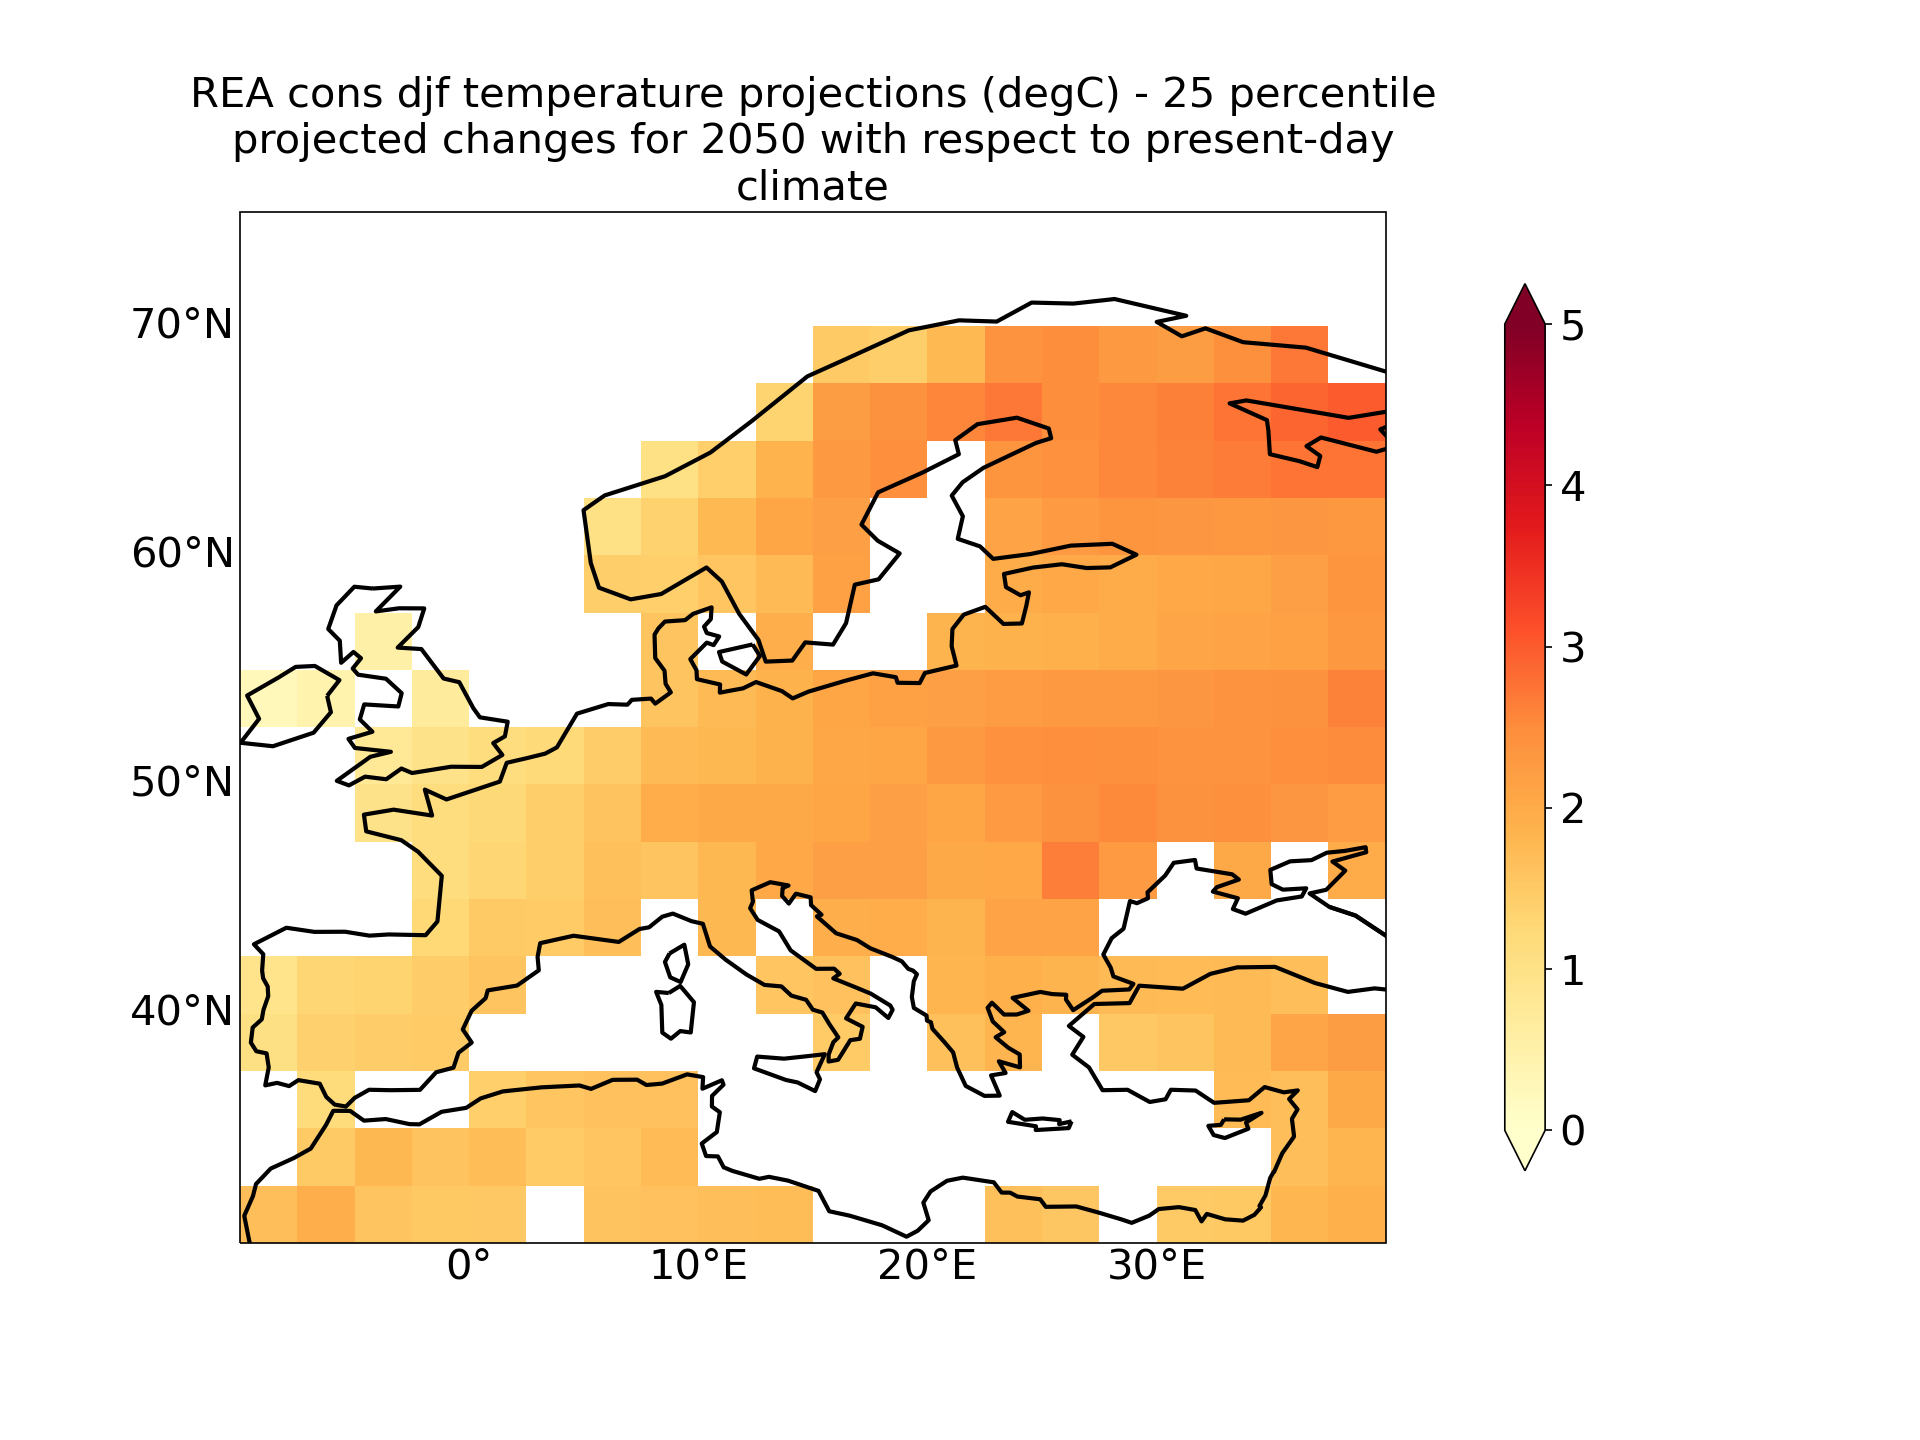 REA cons djf temperature projections (degC) - 25 percentile
projected changes for 2050 with respect to present-day
climate
70°N
60°N
50°N
40°N
0°
10°E
20°E
30°E
5
4
3
2
1
0